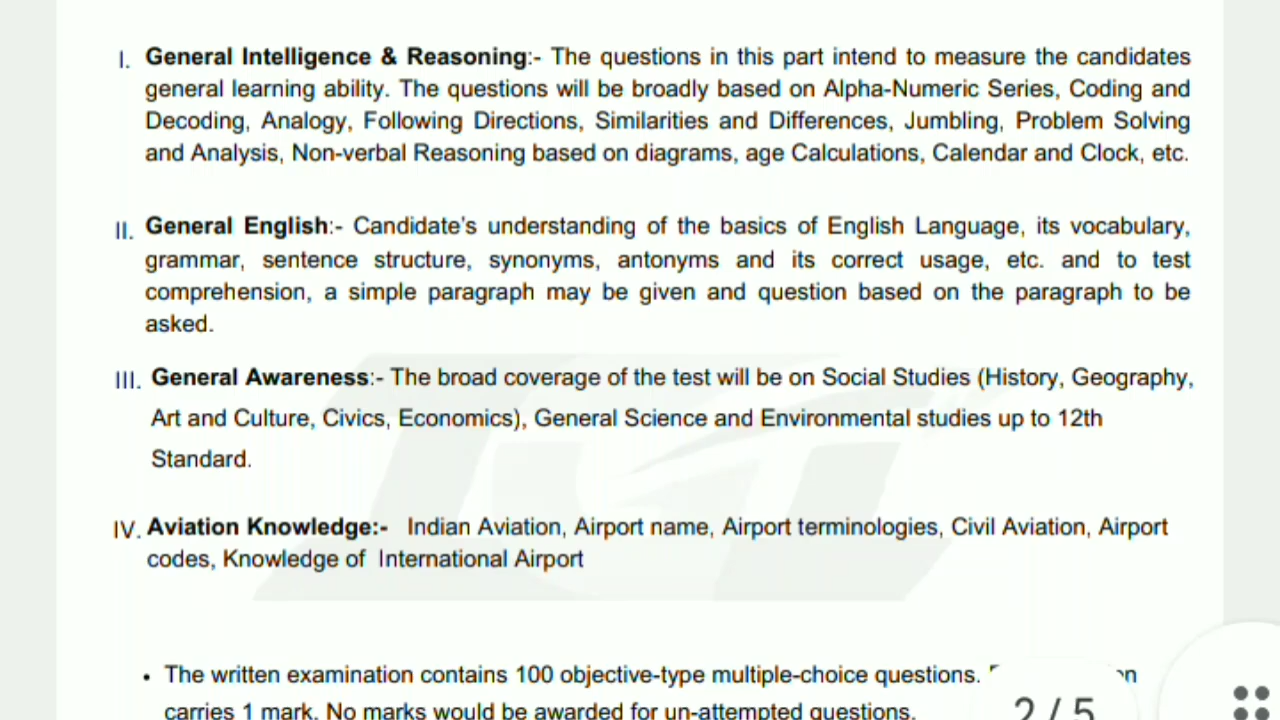 I. General Intelligence & Reasoning:- The questions in this part intend to measure the candidates
general learning ability. The questions will be broadly based on Alpha-Numeric Series, Coding and
Decoding, Analogy, Following Directions, Similarities and Differences, Jumbling, Problem Solving
and Analysis, Non-verbal Reasoning based on diagrams, age Calculations, Calendar and Clock, etc.
II. General English:- Candidate's understanding of the basics of English Language, its vocabulary,
grammar, sentence structure, synonyms, antonyms and its correct usage, etc. and to test
comprehension, a simple paragraph may be given and question based on the paragraph to be
asked.
III. General Awareness:- The broad coverage of the test will be on Social Studies (History, Geography,
Art and Culture, Civics, Economics), General Science and Environmental studies up to 12th
Standard.
IV. Aviation Knowledge:- Indian Aviation, Airport name, Airport terminologies, Civil Aviation, Airport
codes, Knowledge of International Airport
• The written examination contains 100 objective-type multiple-choice questions.
carries 1 mark. No marks would be awarded for un-attempted questions.
2 / 5